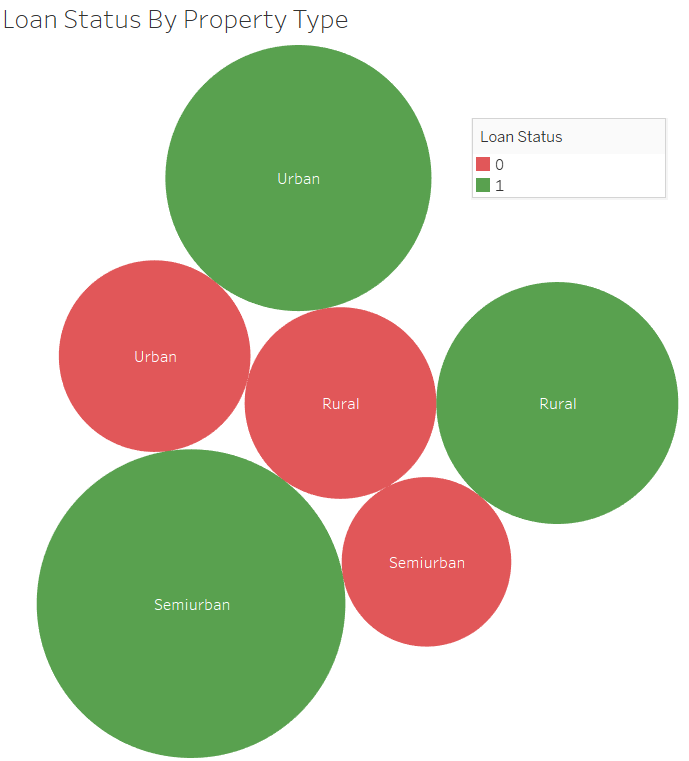 Loan Status By Property Type
Urban
Loan Status
0
1
Urban
Rural
Rural
Semiurban
Semiurban